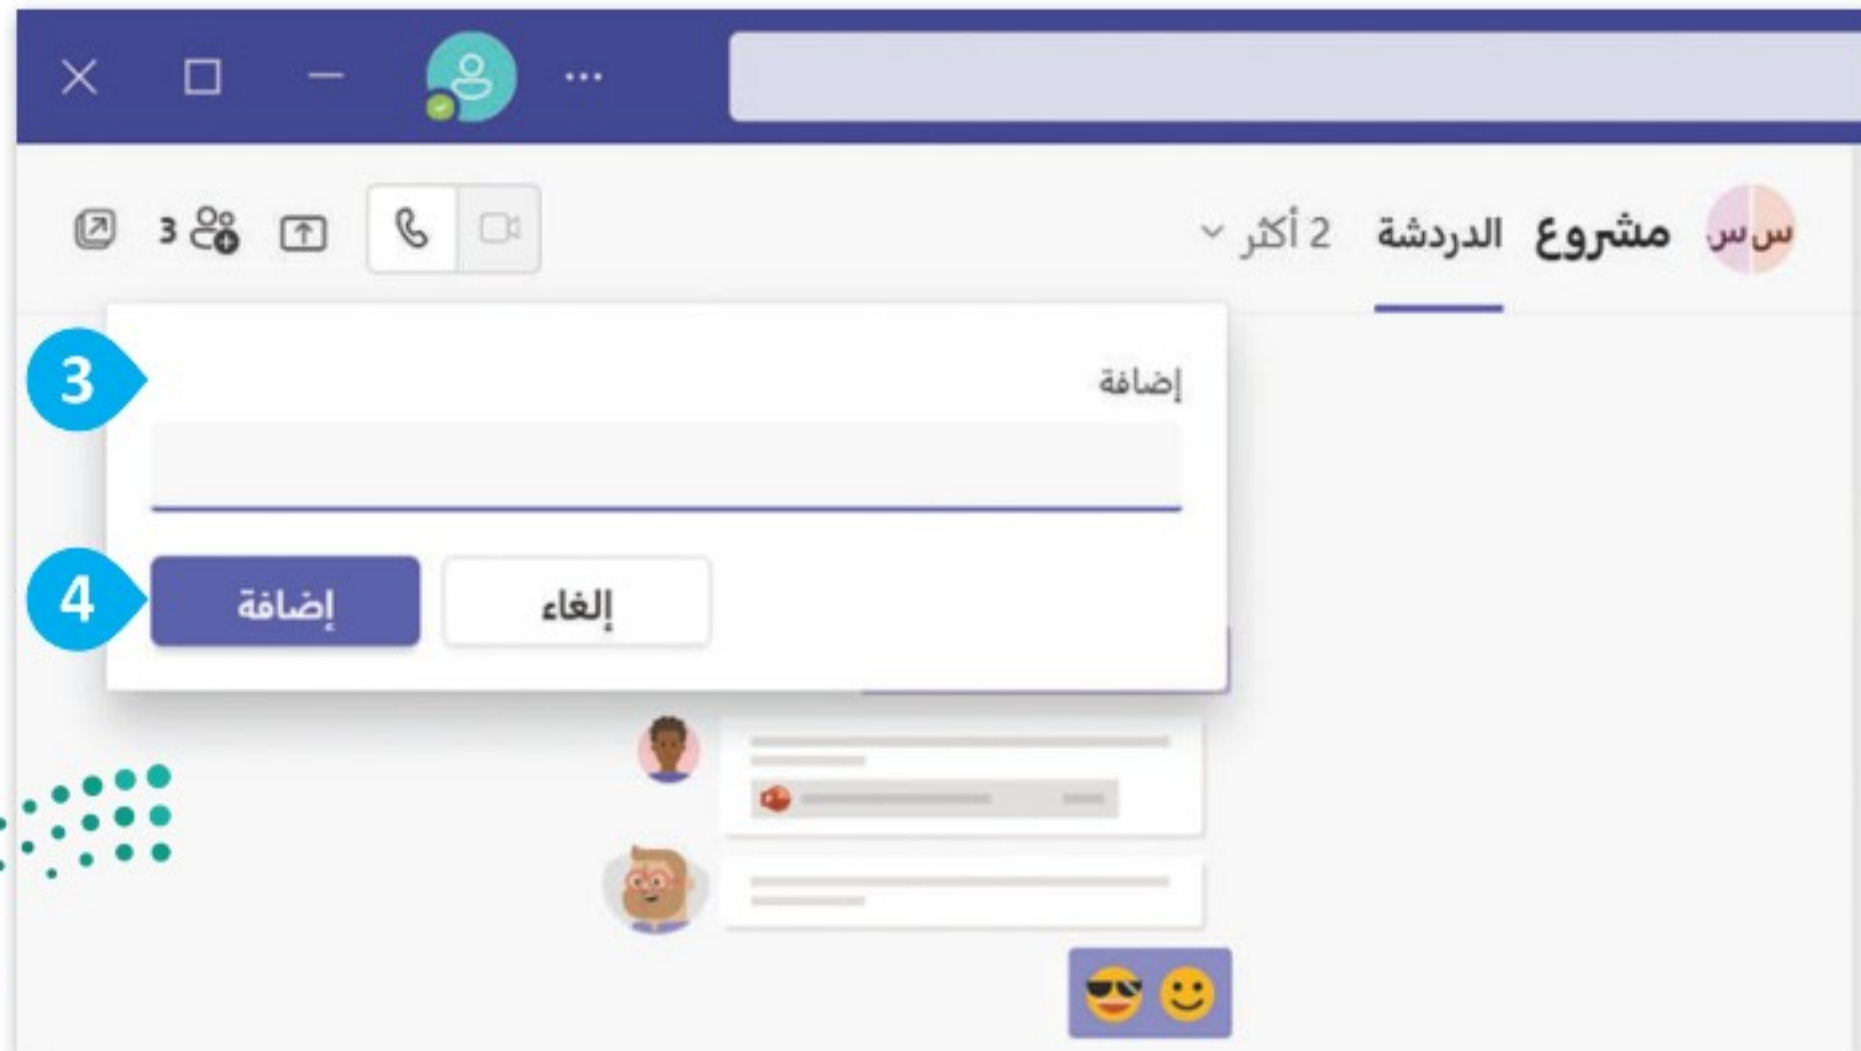 س س مشروع الدردشة 2 أكثر
3
3
إضافة
4
إلغاء إضافة